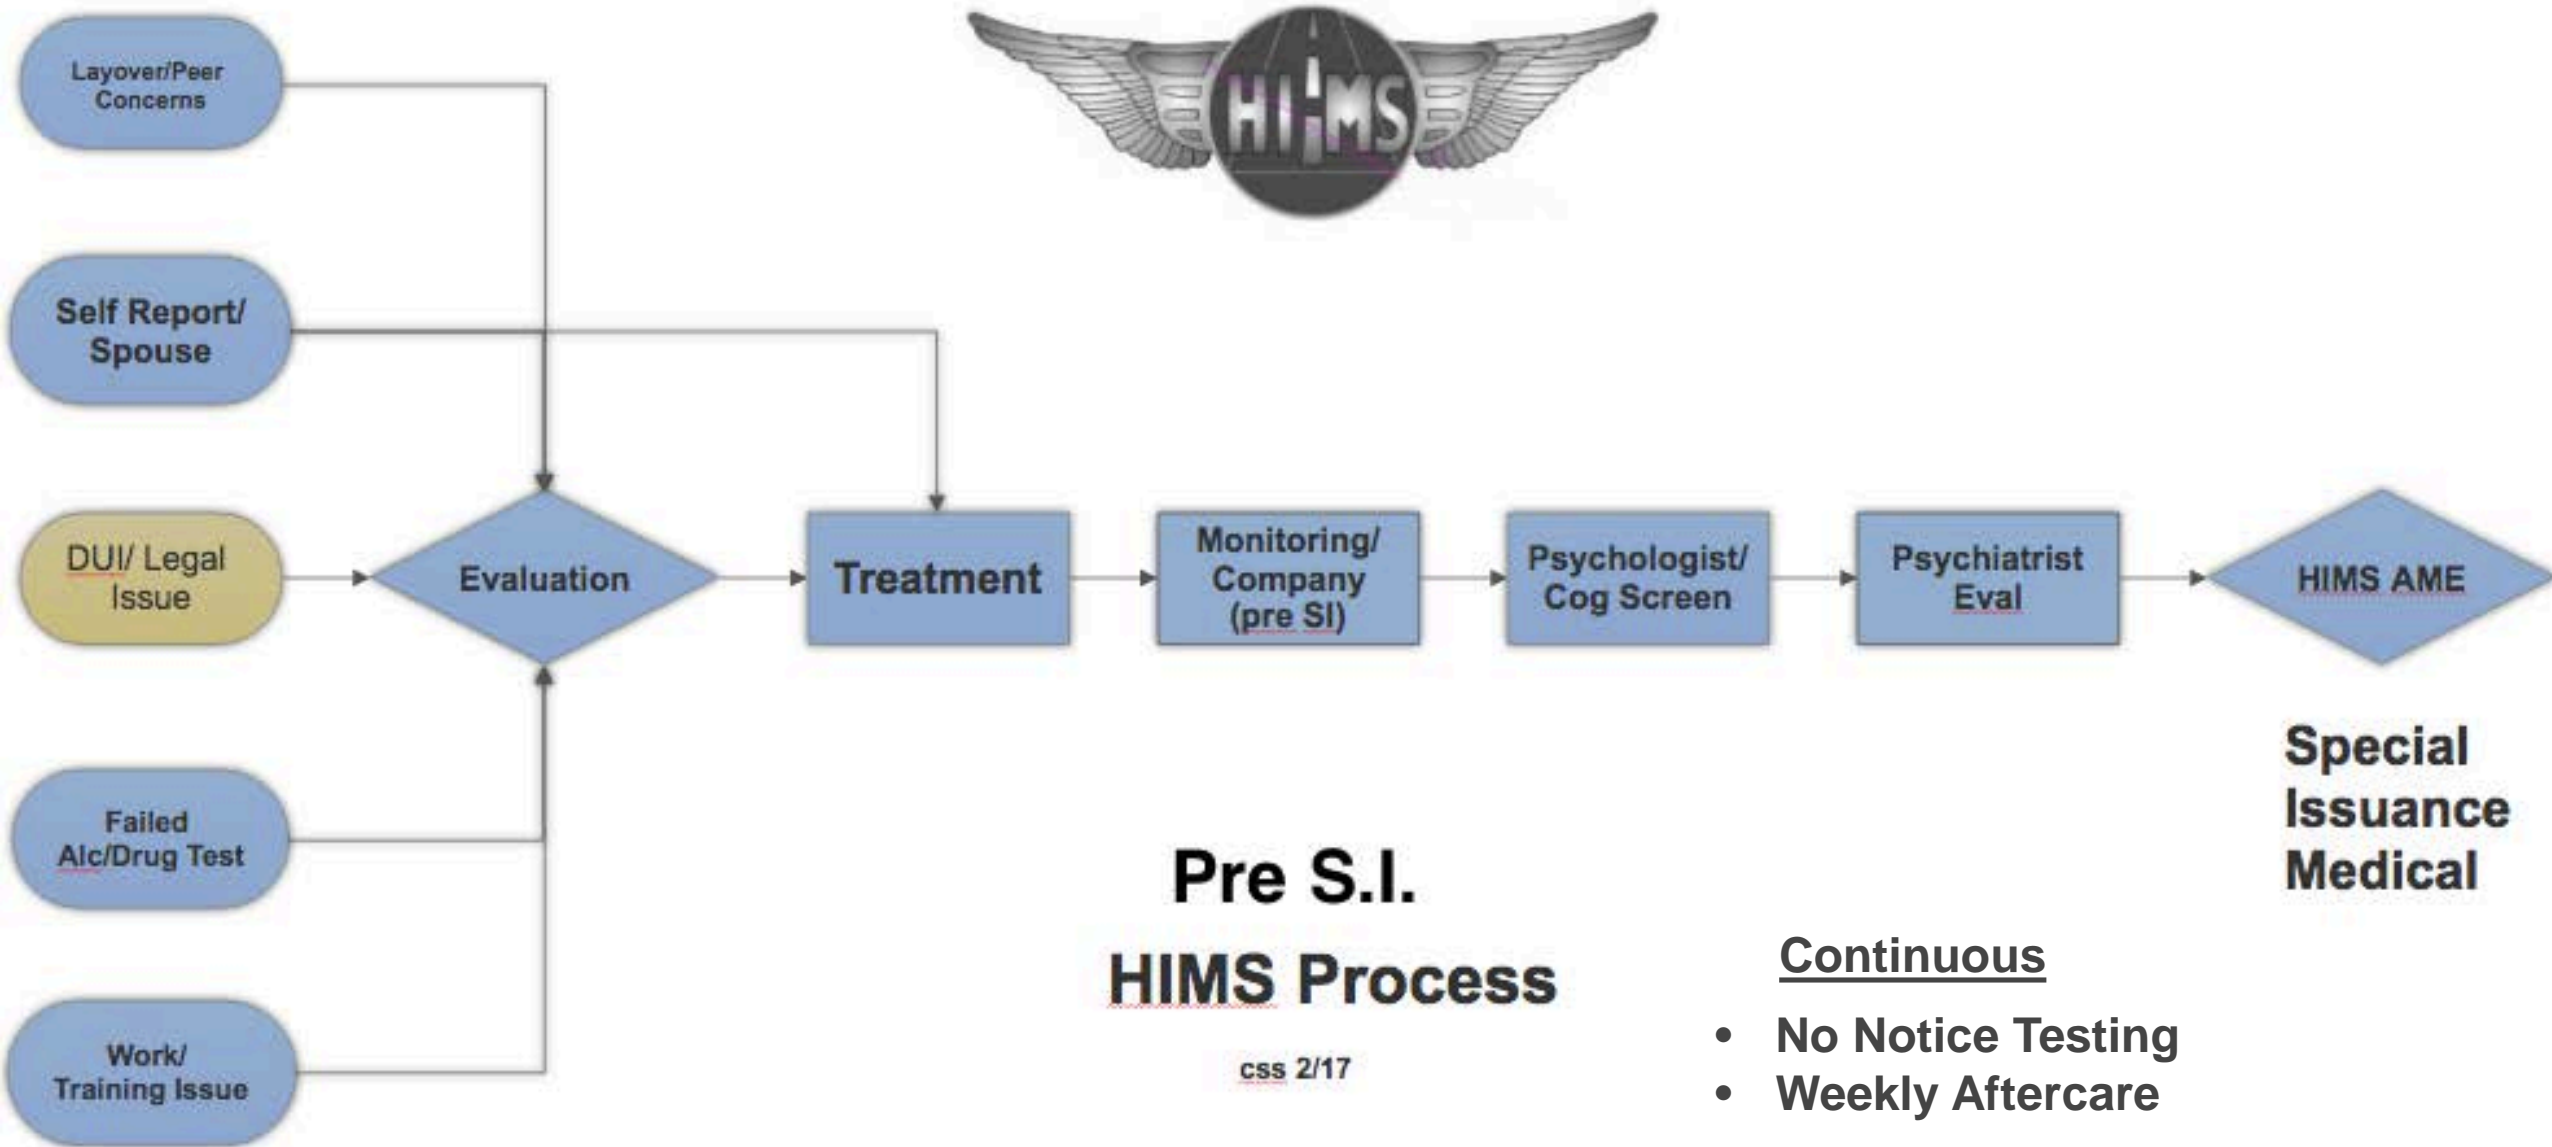 HIMS
Layover/Peer
Concerns
Self Report/
Spouse
DUI/ Legal
Issue
Evaluation
Treatment
Monitoring/
Company
(pre SI)
Psychologist/
Cog Screen
Psychiatrist
Eval
HIMS AME
Failed
Alc/Drug Test
Work/
Training Issue
Special
Issuance
Medical
Pre S.I.
HIMS Process
css 2/17
Continuous
• No Notice Testing
• Weekly Aftercare